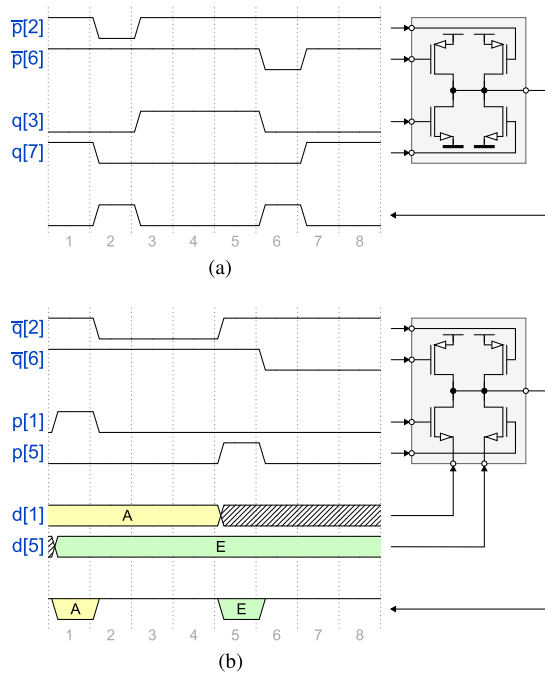 p̅[2]
p̅[6]
q[3]
q[7]
1 2 3 4 5 6 7 8
(a)
q̅[2]
q̅[6]
p[1]
p[5]
d[1] A
d[5] E
A E
1 2 3 4 5 6 7 8
(b)